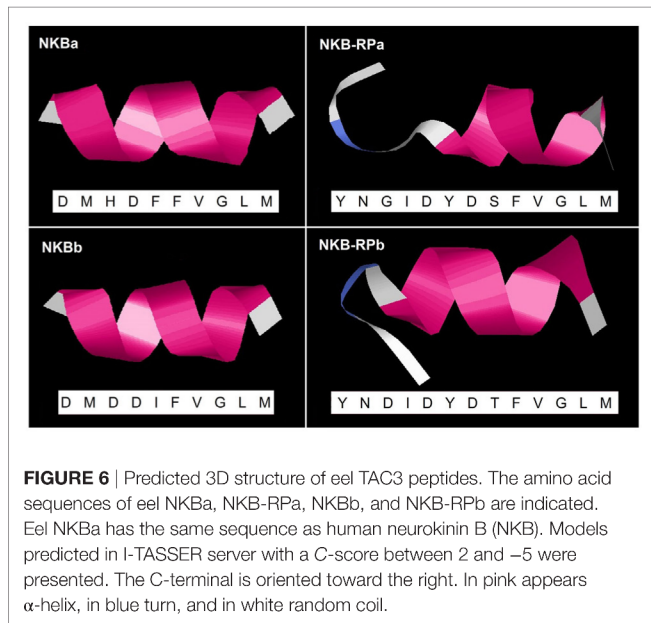 NKBa
D M H D F F V G L M
NKB-RPa
Y N G I D Y D S F V G L M
NKBb
D M D D I F V G L M
NKB-RPb
Y N D I D Y D T F V G L M
FIGURE 6 | Predicted 3D structure of eel TAC3 peptides. The amino acid
sequences of eel NKBa, NKB-RPa, NKBb, and NKB-RPb are indicated.
Eel NKBa has the same sequence as human neurokinin B (NKB). Models
predicted in I-TASSER server with a C-score between 2 and −5 were
presented. The C-terminal is oriented toward the right. In pink appears
α-helix, in blue turn, and in white random coil.